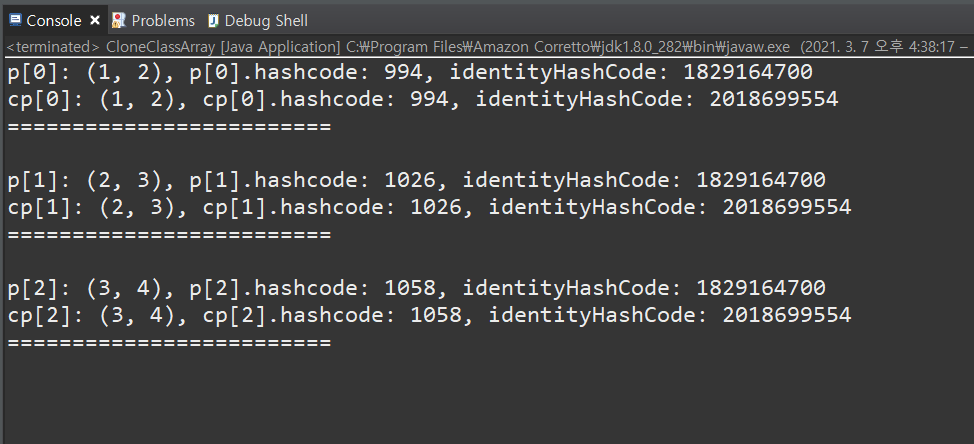 Console Problems Debug Shell
<terminated> CloneClassArray [Java Application] C:₩Program Files₩Amazon Corretto₩jdk1.8.0_282₩bin₩javaw.exe (2021. 3. 7 오후 4:38:17 –
p[0]: (1, 2), p[0].hashcode: 994, identityHashCode: 1829164700
cp[0]: (1, 2), cp[0].hashcode: 994, identityHashCode: 2018699554
=========================
p[1]: (2, 3), p[1].hashcode: 1026, identityHashCode: 1829164700
cp[1]: (2, 3), cp[1].hashcode: 1026, identityHashCode: 2018699554
=========================
p[2]: (3, 4), p[2].hashcode: 1058, identityHashCode: 1829164700
cp[2]: (3, 4), cp[2].hashcode: 1058, identityHashCode: 2018699554
=========================